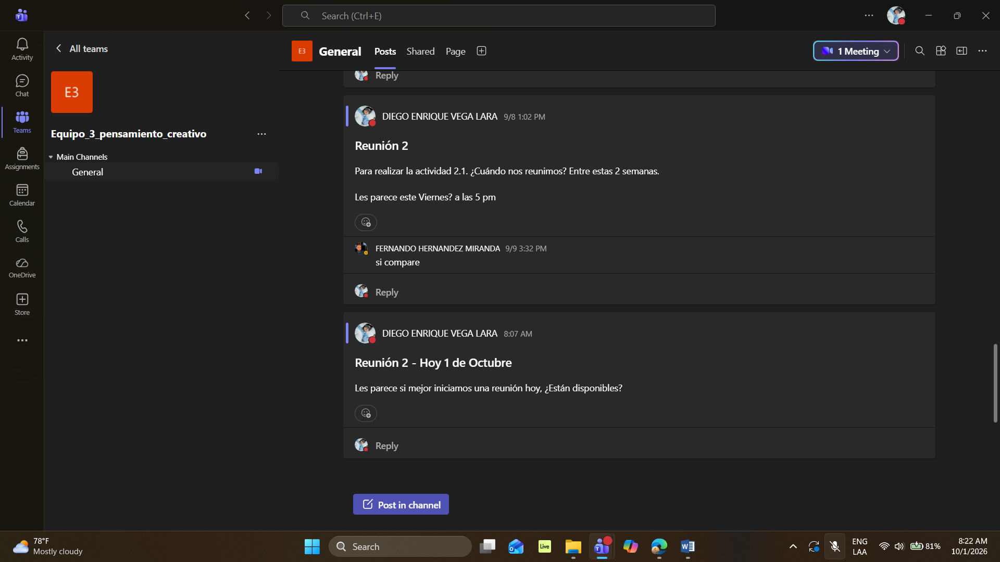 Search (Ctrl+E)
Activity
Chat
Teams
Assignments
Calendar
Calls
OneDrive
Store
All teams
E3
Equipo_3_pensamiento_creativo
Main Channels
General
E3
General
Posts
Shared
Page
1 Meeting
Reply
DIEGO ENRIQUE VEGA LARA 9/8 1:02 PM
Reunión 2
Para realizar la actividad 2.1. ¿Cuándo nos reunimos? Entre estas 2 semanas.
Les parece este Viernes? a las 5 pm
FERNANDO HERNANDEZ MIRANDA 9/9 3:32 PM
si compare
Reply
DIEGO ENRIQUE VEGA LARA 8:07 AM
Reunión 2 - Hoy 1 de Octubre
Les parece si mejor iniciamos una reunión hoy, ¿Están disponibles?
Reply
Post in channel
78°F
Mostly cloudy
Search
Live
ENG
LAA
81%
8:22 AM
10/1/2026